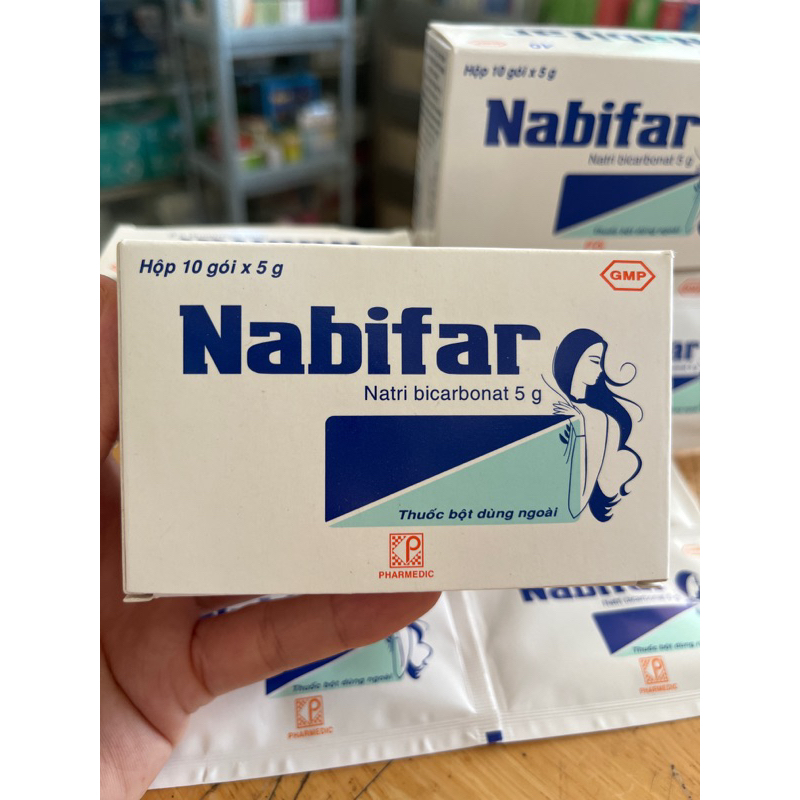 Hộp 10 gói x 5 g
Nabifar
Natri bicarbonat 5 g
Hộp 10 gói x 5 g
GMP
Nabifar
Natri bicarbonat 5 g
Thuốc bột dùng ngoài
PHARMEDIC
Nabifar
Thuốc bột dùng ngoài
PHARMEDIC
Thuốc bột dùng
PHARMEDIC